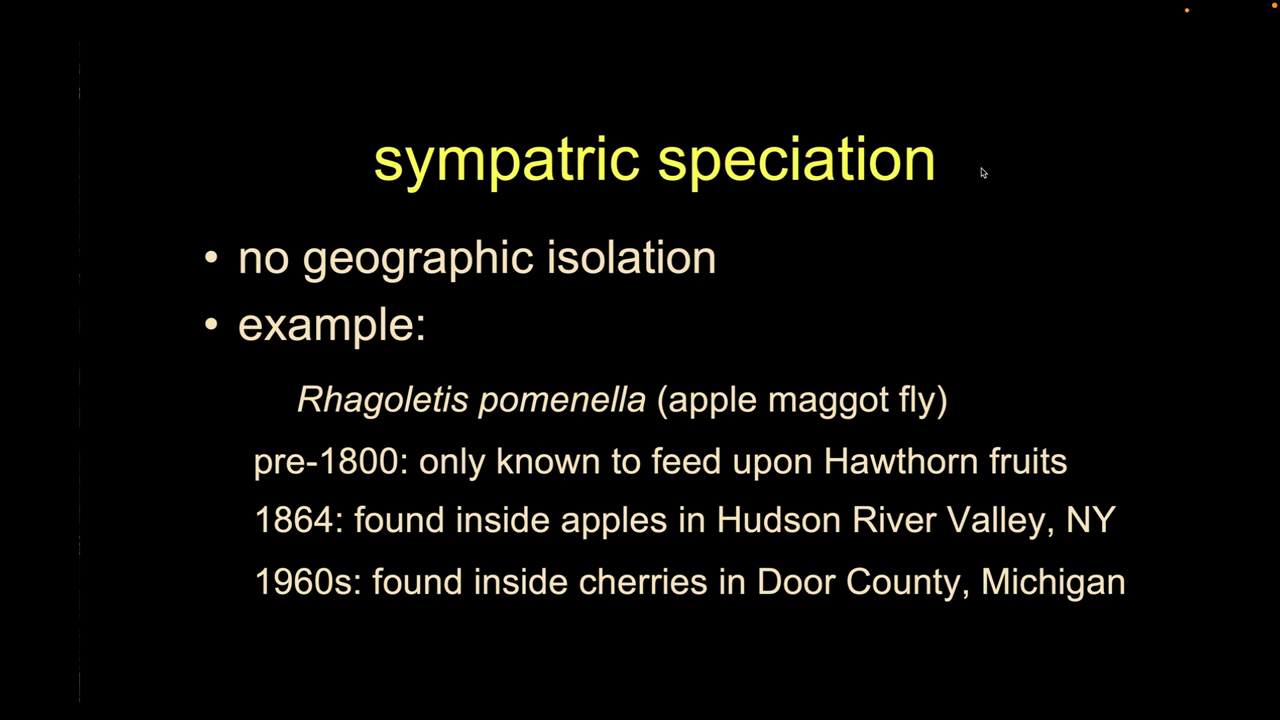 sympatric speciation
• no geographic isolation
• example:
Rhagoletis pomenella (apple maggot fly)
pre-1800: only known to feed upon Hawthorn fruits
1864: found inside apples in Hudson River Valley, NY
1960s: found inside cherries in Door County, Michigan